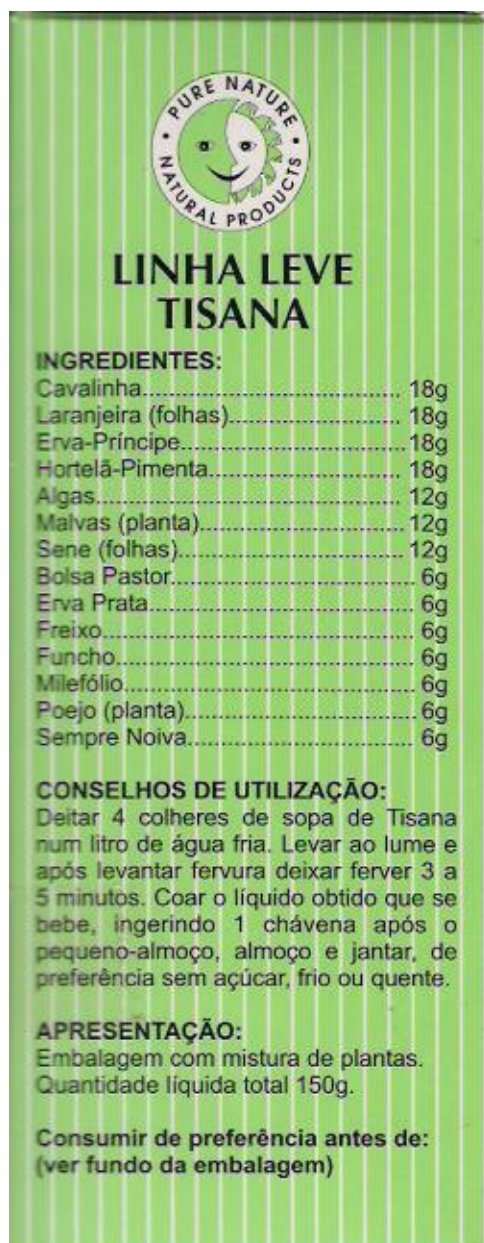 PURE NATURE
NATURAL PRODUCTS
LINHA LEVE
TISANA
INGREDIENTES:
Cavalinha.................................. 18g
Laranjeira (folhas)....................... 18g
Erva-Príncipe..............................18g
Hortelã-Pimenta.......................... 18g
Algas......................................... 12g
Malvas (planta)........................... 12g
Sene (folhas).............................. 12g
Bolsa Pastor................................ 6g
Erva Prata................................... 6g
Freixo......................................... 6g
Funcho....................................... 6g
Milefólio...................................... 6g
Poejo (planta).............................. 6g
Sempre Noiva.............................. 6g
CONSELHOS DE UTILIZAÇÃO:
Deitar 4 colheres de sopa de Tisana
num litro de água fria. Levar ao lume e
após levantar fervura deixar ferver 3 a
5 minutos. Coar o líquido obtido que se
bebe, ingerindo 1 chávena após o
pequeno-almoço, almoço e jantar, de
preferência sem açúcar, frio ou quente.
APRESENTAÇÃO:
Embalagem com mistura de plantas.
Quantidade líquida total 150g.
Consumir de preferência antes de:
(ver fundo da embalagem)